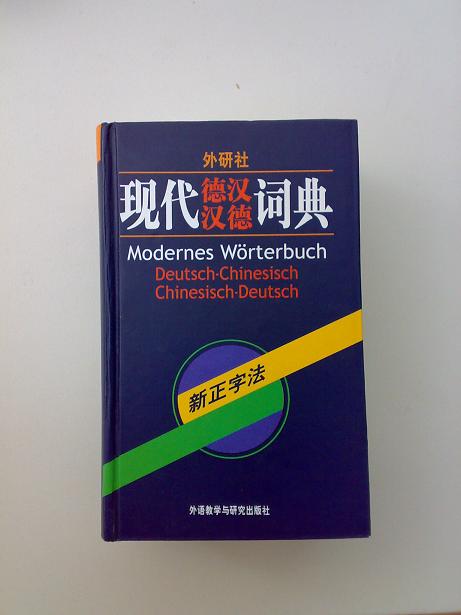 外研社
现代德汉汉德词典
Modernes Wörterbuch
Deutsch·Chinesisch
Chinesisch·Deutsch
新正字法
外语教学与研究出版社